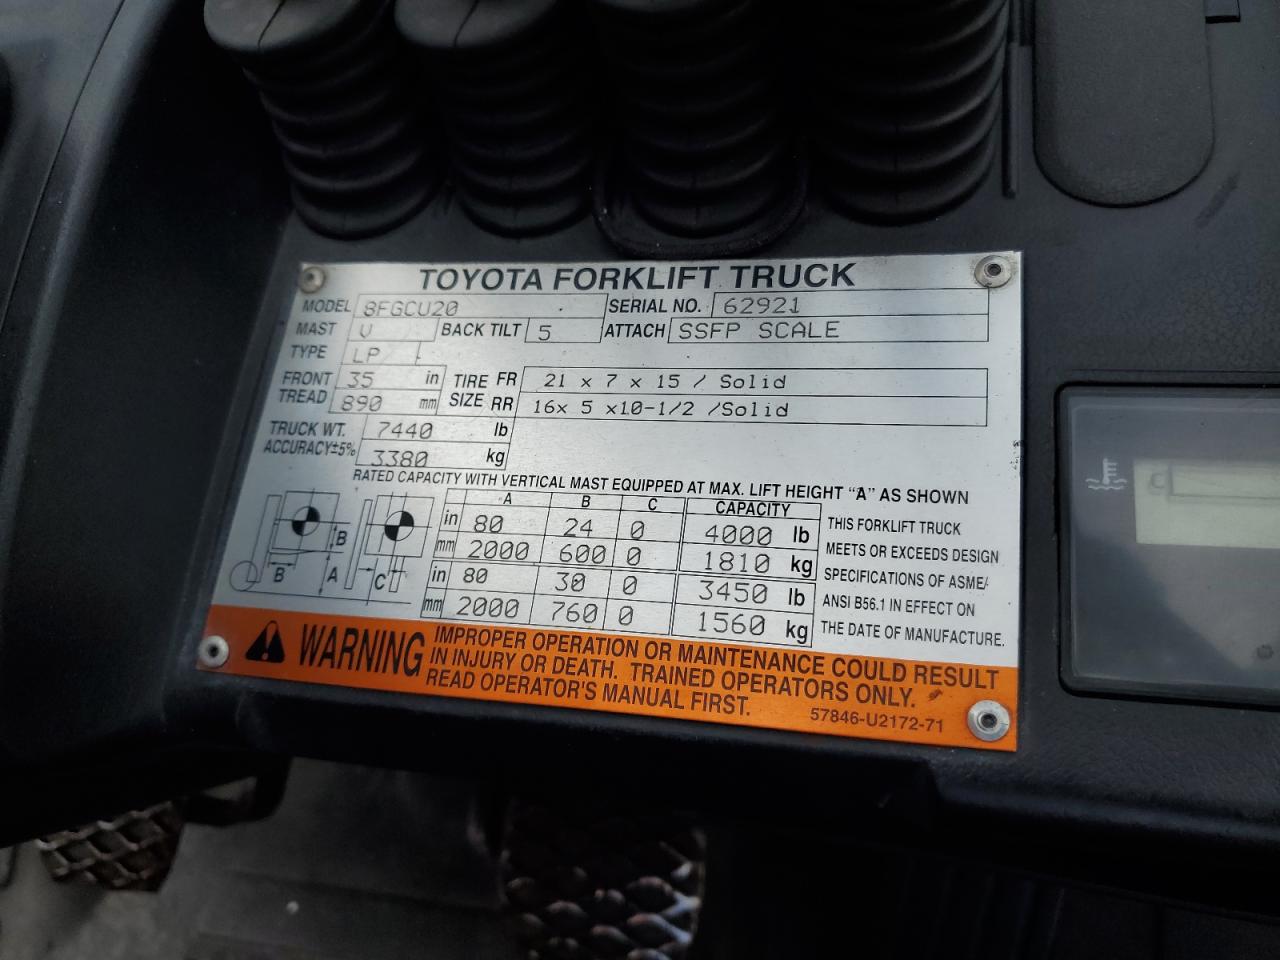 TOYOTA FORKLIFT TRUCK
MODEL 8FGCU20 SERIAL NO. 62921
MAST V BACK TILT 5 ATTACH SSFP SCALE
TYPE LP
FRONT TREAD 35 in TIRE SIZE FR 21 x 7 x 15 / Solid
890 mm RR 16x 5 x10-1/2 /Solid
TRUCK WT. 7440 lb
ACCURACY±5% 3380 kg
RATED CAPACITY WITH VERTICAL MAST EQUIPPED AT MAX. LIFT HEIGHT "A" AS SHOWN
A B C CAPACITY
in 80 24 0 4000 lb
mm 2000 600 0 1810 kg
in 80 30 0 3450 lb
mm 2000 760 0 1560 kg
B B A C
THIS FORKLIFT TRUCK
MEETS OR EXCEEDS DESIGN
SPECIFICATIONS OF ASME/
ANSI B56.1 IN EFFECT ON
THE DATE OF MANUFACTURE.
WARNING
IMPROPER OPERATION OR MAINTENANCE COULD RESULT
IN INJURY OR DEATH. TRAINED OPERATORS ONLY.
READ OPERATOR'S MANUAL FIRST.
57846-U2172-71
C